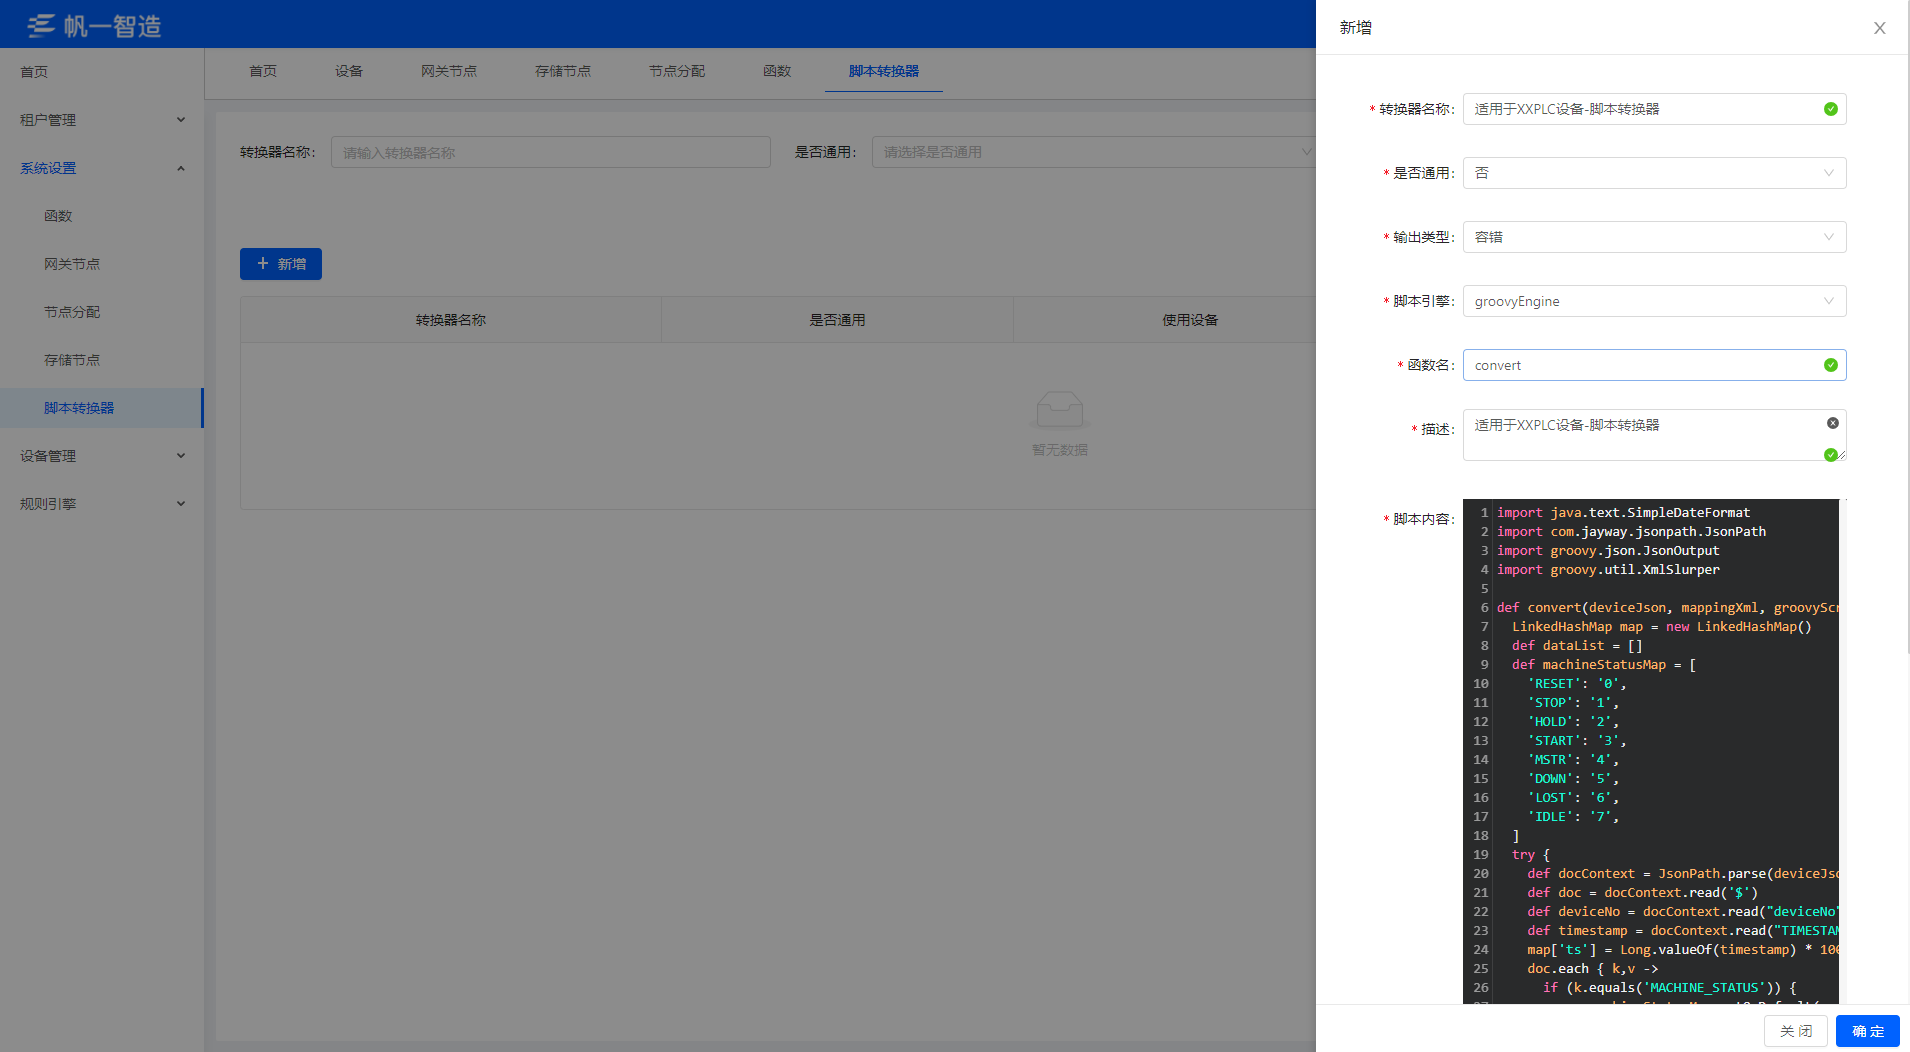 帆一智造
首页
租户管理
系统设置
函数
网关节点
节点分配
存储节点
脚本转换器
设备管理
规则引擎
首页
设备
网关节点
存储节点
节点分配
函数
脚本转换器
转换器名称:
请输入转换器名称
是否通用:
请选择是否通用
+ 新增
转换器名称
是否通用
使用设备
暂无数据
新增
X
* 转换器名称:
适用于XXPLC设备-脚本转换器
* 是否通用:
否
* 输出类型:
容错
* 脚本引擎:
groovyEngine
* 函数名:
convert
* 描述:
适用于XXPLC设备-脚本转换器
* 脚本内容:
1 import java.text.SimpleDateFormat
2 import com.jayway.jsonpath.JsonPath
3 import groovy.json.JsonOutput
4 import groovy.util.XmlSlurper
5
6 def convert(deviceJson, mappingXml, groovyScr
7 LinkedHashMap map = new LinkedHashMap()
8 def dataList = []
9 def machineStatusMap = [
10 'RESET': '0',
11 'STOP': '1',
12 'HOLD': '2',
13 'START': '3',
14 'MSTR': '4',
15 'DOWN': '5',
16 'LOST': '6',
17 'IDLE': '7',
18 ]
19 try {
20 def docContext = JsonPath.parse(deviceJso
21 def doc = docContext.read('$')
22 def deviceNo = docContext.read("deviceNo"
23 def timestamp = docContext.read("TIMESTAM
24 map['ts'] = Long.valueOf(timestamp) * 100
25 doc.each { k,v ->
26 if (k.equals('MACHINE_STATUS')) {
关 闭
确 定